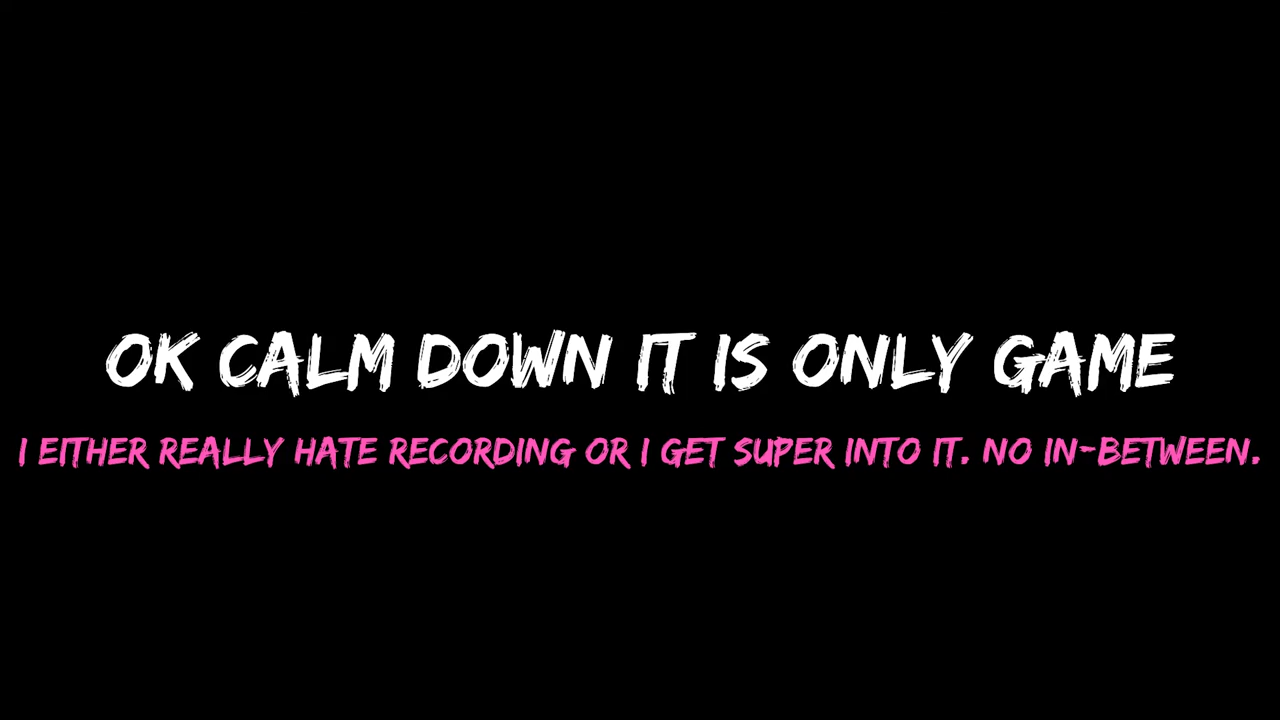 OK CALM DOWN IT IS ONLY GAME
I EITHER REALLY HATE RECORDING OR I GET SUPER INTO IT. NO IN-BETWEEN.